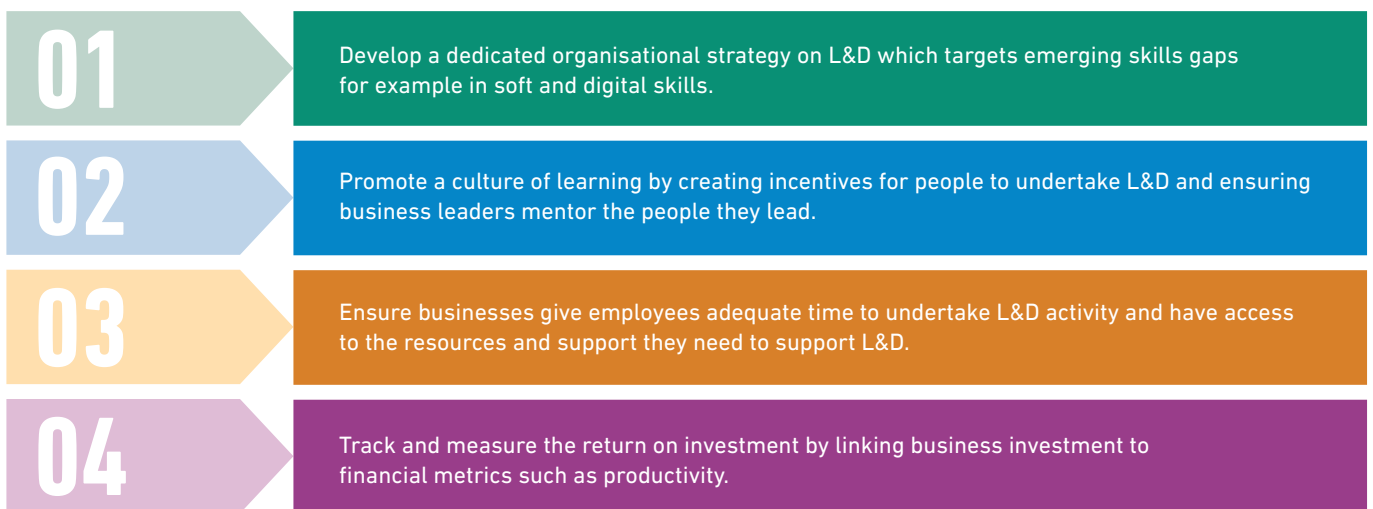 01
Develop a dedicated organisational strategy on L&D which targets emerging skills gaps
for example in soft and digital skills.
02
Promote a culture of learning by creating incentives for people to undertake L&D and ensuring
business leaders mentor the people they lead.
03
Ensure businesses give employees adequate time to undertake L&D activity and have access
to the resources and support they need to support L&D.
04
Track and measure the return on investment by linking business investment to
financial metrics such as productivity.